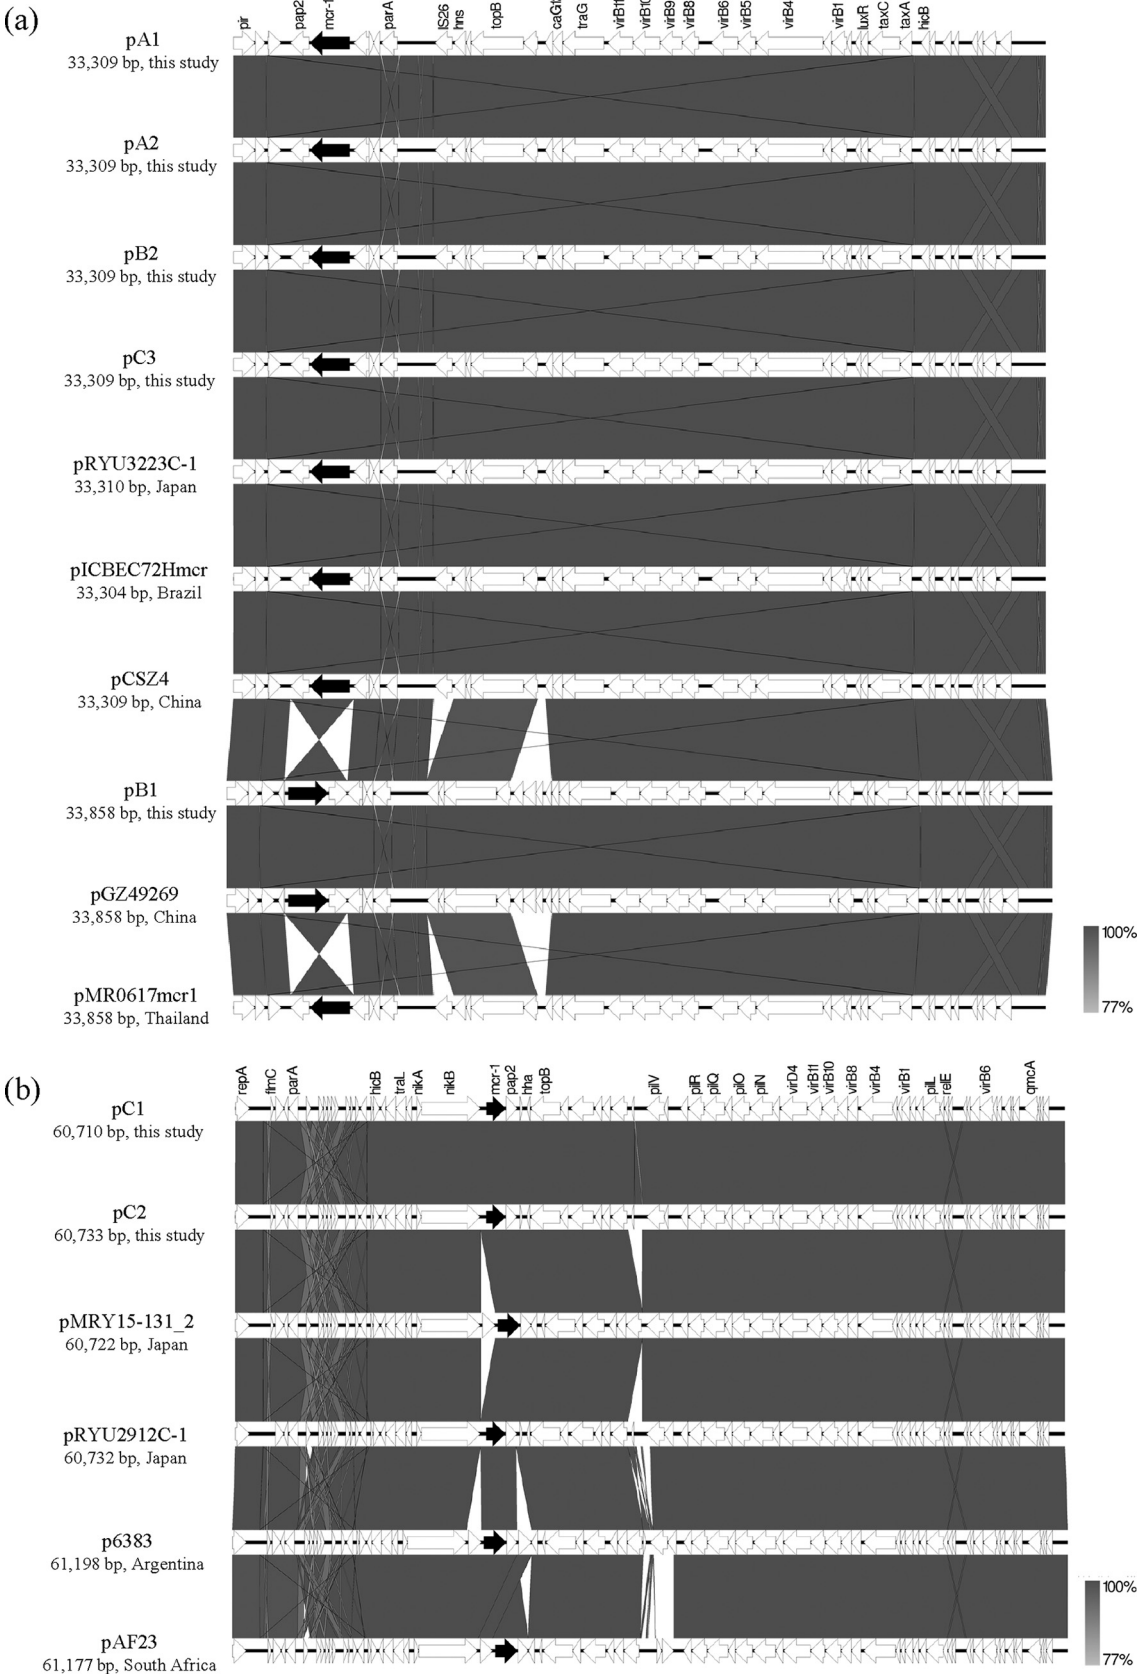 (a)
pir pap2 mcr-1 parA IS26 hns topB traG virB11 virB9 virB8 virB6 virB5 virB4 virB1 luxR taxC taxA hicB
pA1
33,309 bp, this study
pA2
33,309 bp, this study
pB2
33,309 bp, this study
pC3
33,309 bp, this study
pRYU3223C-1
33,310 bp, Japan
pICBEC72Hmcr
33,304 bp, Brazil
pCSZ4
33,309 bp, China
pB1
33,858 bp, this study
pGZ49269
33,858 bp, China
100%
pMR0617mcr1
33,858 bp, Thailand
77%
(b)
repA parA hicB traL nikA nikB mcr-1 pap2 hha topB pilV pilR pilQ pilO pilN virD4 virB11 virB10 virB8 virB4 virB1 pilL relE virB6 qmcA
pC1
60,710 bp, this study
pC2
60,733 bp, this study
pMRY15-131_2
60,722 bp, Japan
pRYU2912C-1
60,732 bp, Japan
p6383
61,198 bp, Argentina
100%
pAF23
61,177 bp, South Africa
77%